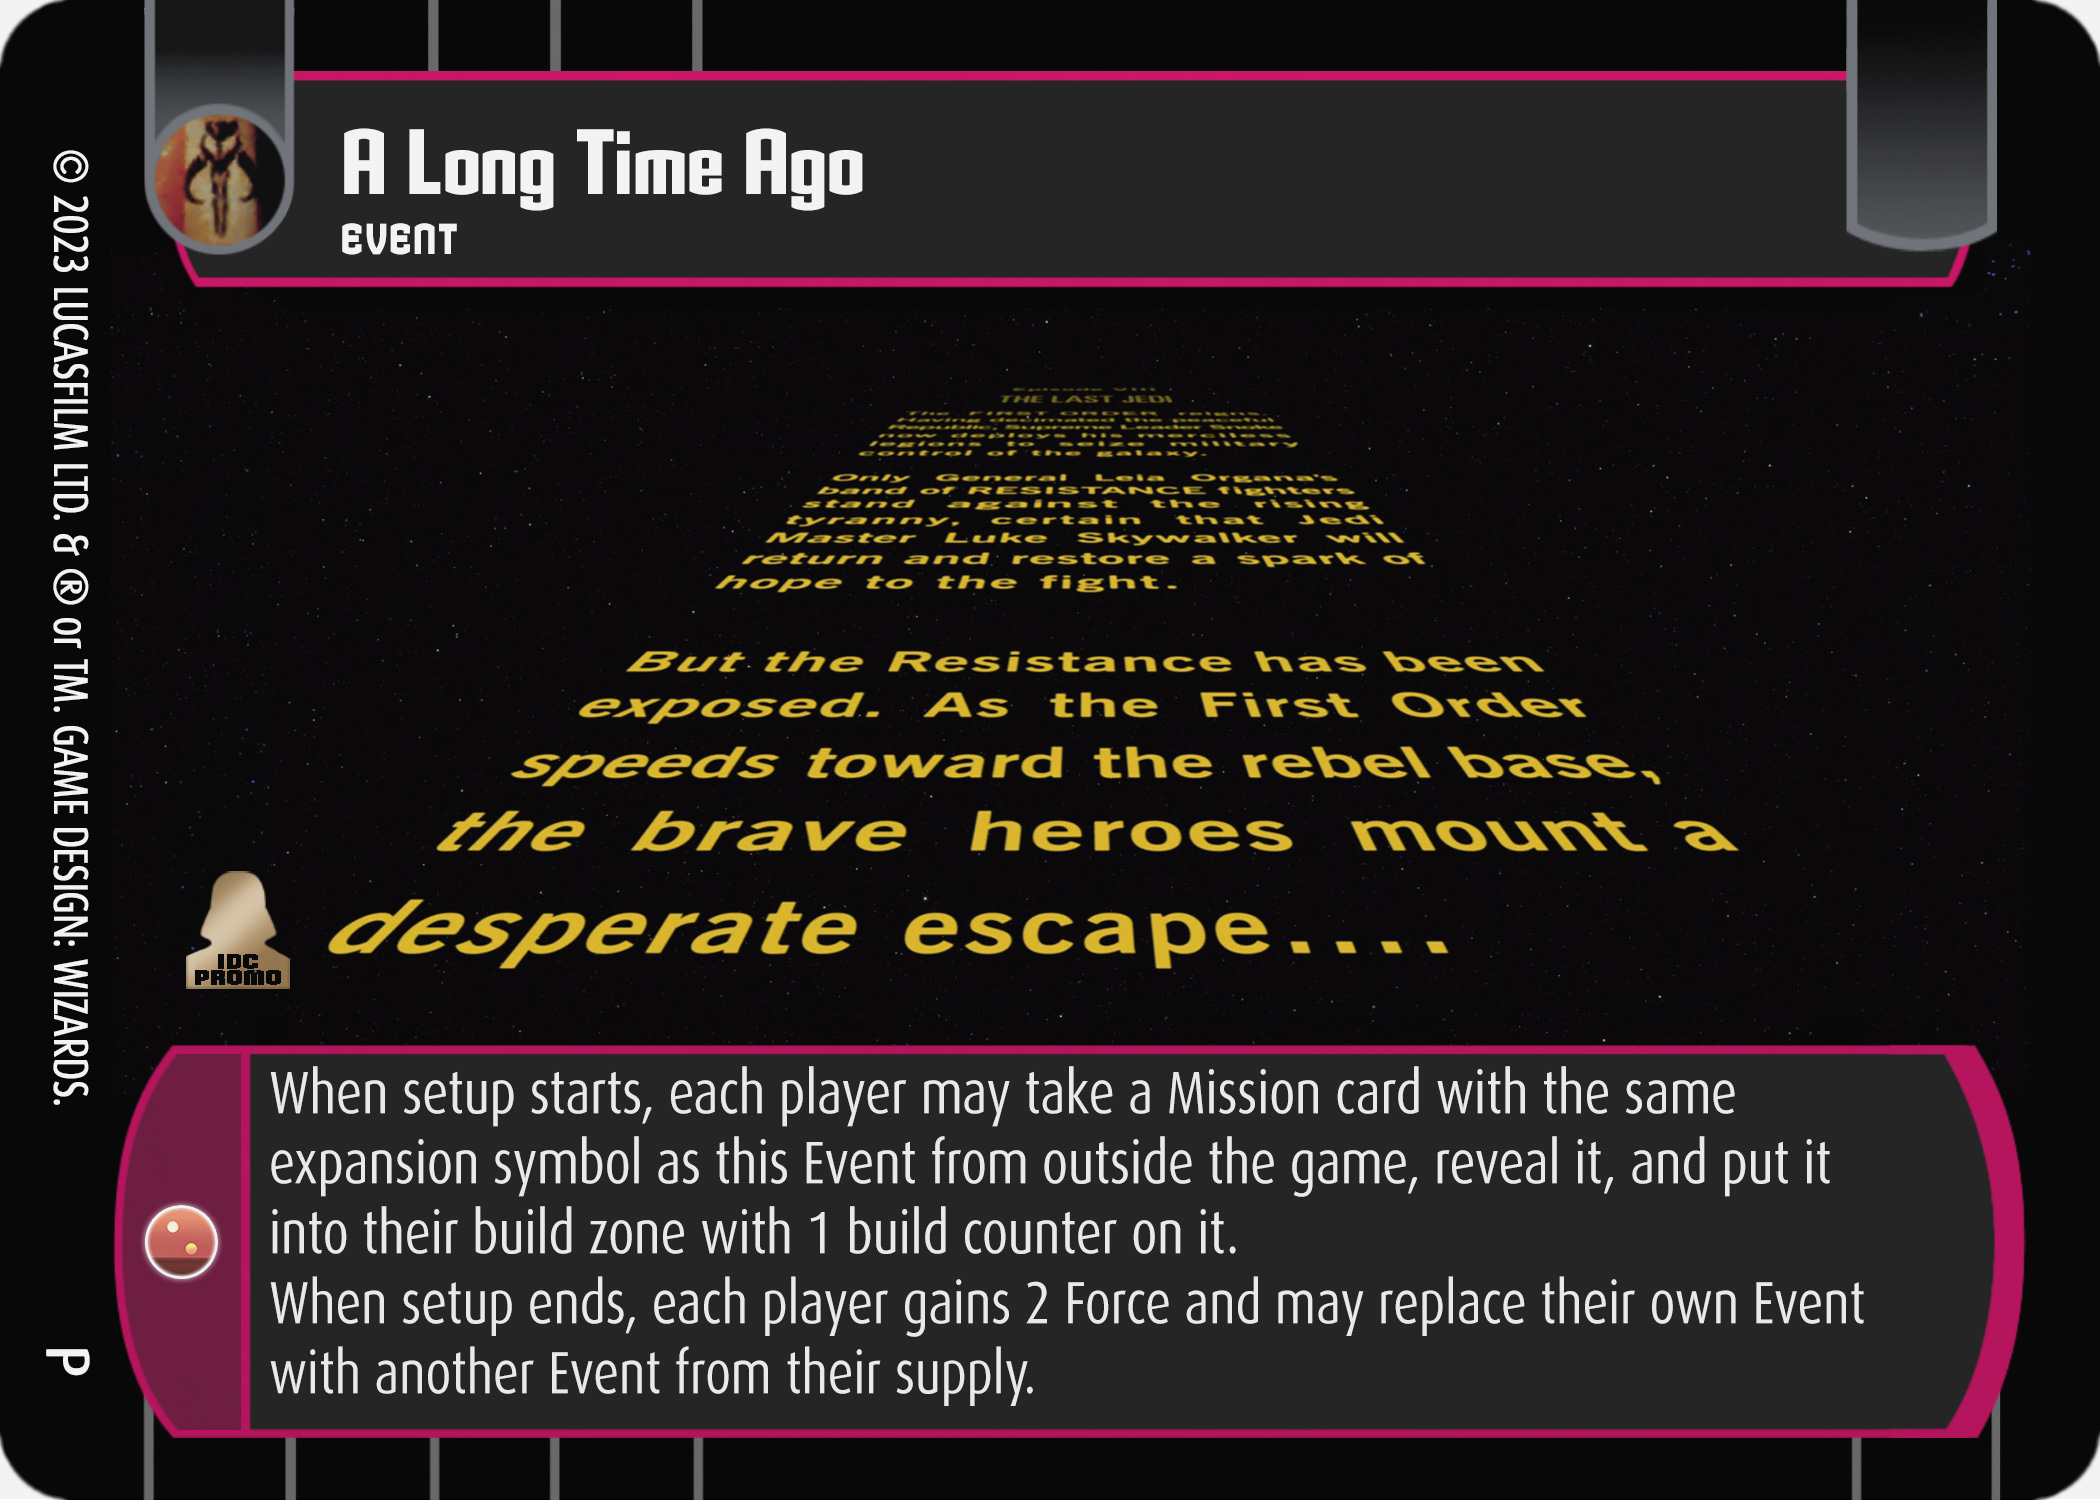 A Long Time Ago
EVENT
Episode VIII
THE LAST JEDI
The FIRST ORDER reigns.
Having decimated the peaceful
Republic, Supreme Leader Snoke
now deploys his merciless
legions to seize military
control of the galaxy.
Only General Leia Organa's
band of RESISTANCE fighters
stand against the rising
tyranny, certain that Jedi
Master Luke Skywalker will
return and restore a spark of
hope to the fight.
But the Resistance has been
exposed. As the First Order
speeds toward the rebel base,
the brave heroes mount a
desperate escape....
IDC
PROMO
When setup starts, each player may take a Mission card with the same
expansion symbol as this Event from outside the game, reveal it, and put it
into their build zone with 1 build counter on it.
When setup ends, each player gains 2 Force and may replace their own Event
with another Event from their supply.
© 2023 LUCASFILM LTD. & ® or TM. GAME DESIGN: WIZARDS.
P